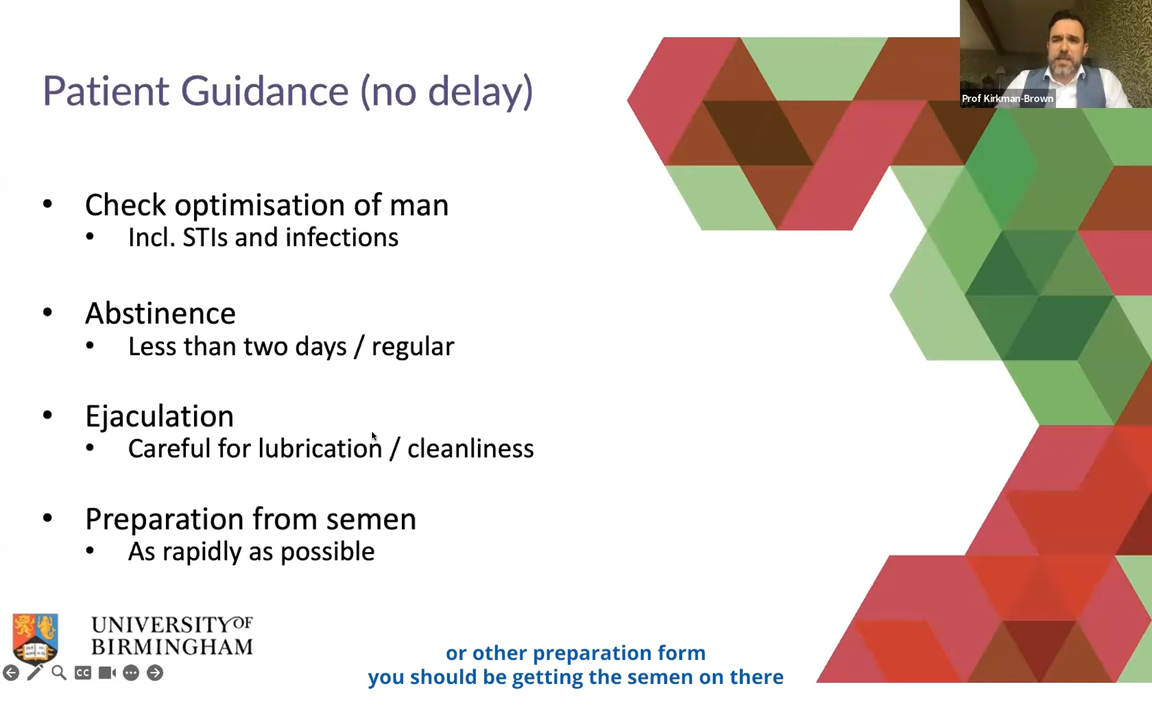 Patient Guidance (no delay)
Prof Kirkman-Brown
• Check optimisation of man
• Incl. STIs and infections
• Abstinence
• Less than two days / regular
• Ejaculation
• Careful for lubrication / cleanliness
• Preparation from semen
• As rapidly as possible
UNIVERSITY OF
BIRMINGHAM
CC
or other preparation form
you should be getting the semen on there